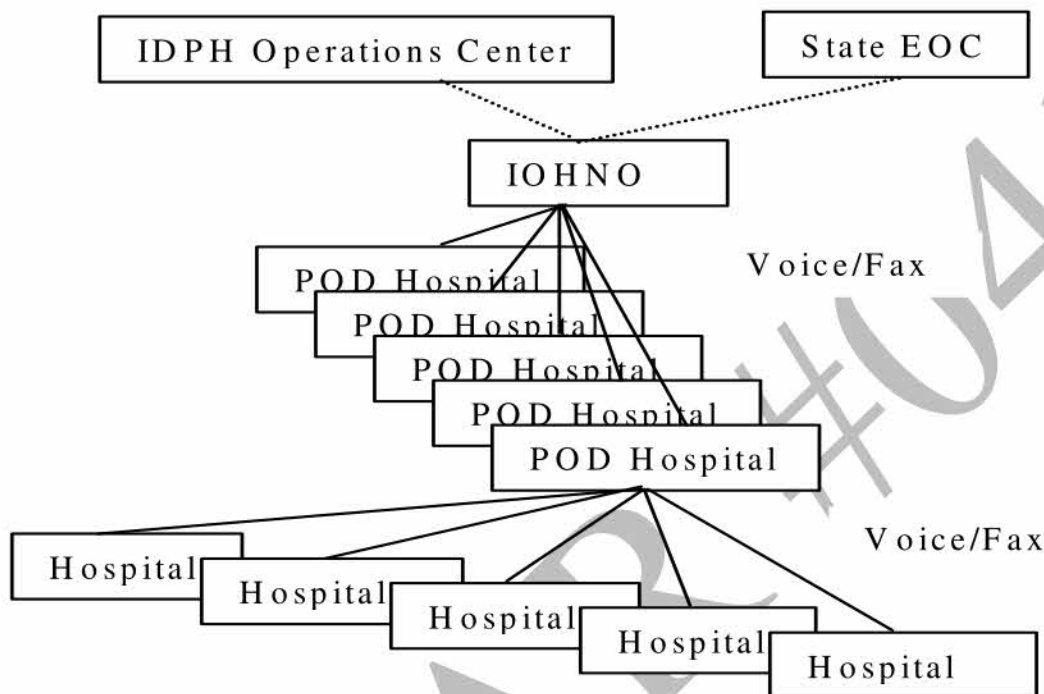 IDPH Operations Center
State EOC
IOHNO
Voice/Fax
POD Hospital
POD Hospital
POD Hospital
POD Hospital
POD Hospital
Voice/Fax
Hospital
Hospital
Hospital
Hospital
Hospital